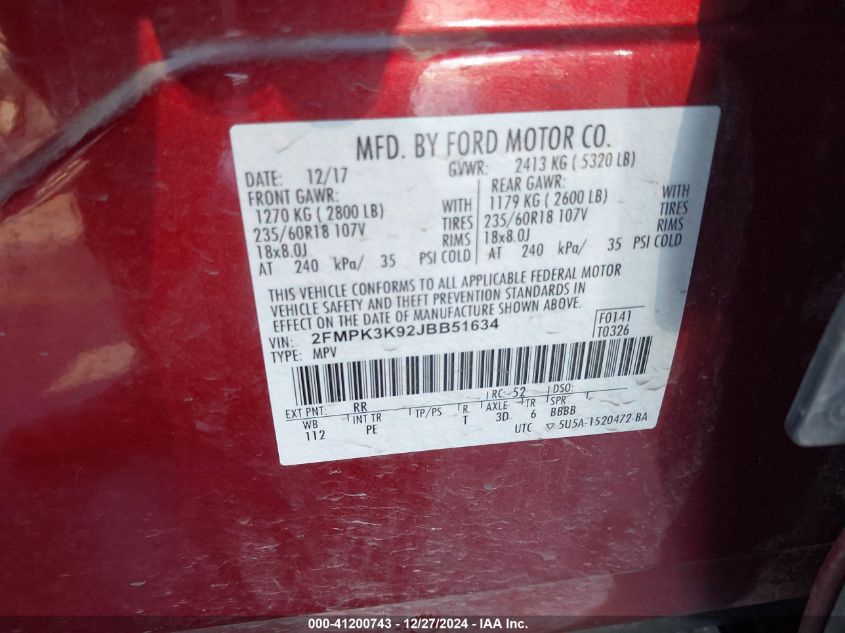 MFD. BY FORD MOTOR CO.
DATE: 12/17 GVWR: 2413 KG ( 5320 LB)
FRONT GAWR: REAR GAWR:
1270 KG ( 2800 LB) WITH 1179 KG ( 2600 LB) WITH
235/60R18 107V TIRES 235/60R18 107V TIRES
18x8.0J RIMS 18x8.0J RIMS
AT 240 kPa/ 35 PSI COLD AT 240 kPa/ 35 PSI COLD
THIS VEHICLE CONFORMS TO ALL APPLICABLE FEDERAL MOTOR
VEHICLE SAFETY AND THEFT PREVENTION STANDARDS IN
EFFECT ON THE DATE OF MANUFACTURE SHOWN ABOVE.
VIN: 2FMPK3K92JBB51634 F0141
TYPE: MPV T0326
EXT PNT: RR RC: 52 DSO:
WB INT TR TP/PS R AXLE TR SPR
112 PE T 3D 6 BBBB
UTC ▽ 5U5A-1520472-BA
000-41200743 - 12/27/2024 - IAA Inc.